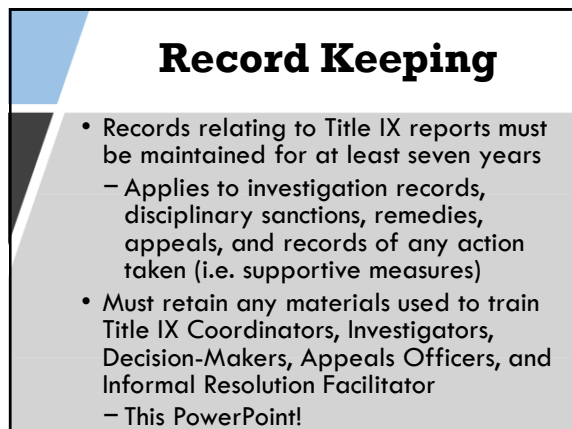 Record Keeping
• Records relating to Title IX reports must
be maintained for at least seven years
– Applies to investigation records,
disciplinary sanctions, remedies,
appeals, and records of any action
taken (i.e. supportive measures)
• Must retain any materials used to train
Title IX Coordinators, Investigators,
Decision-Makers, Appeals Officers, and
Informal Resolution Facilitator
– This PowerPoint!